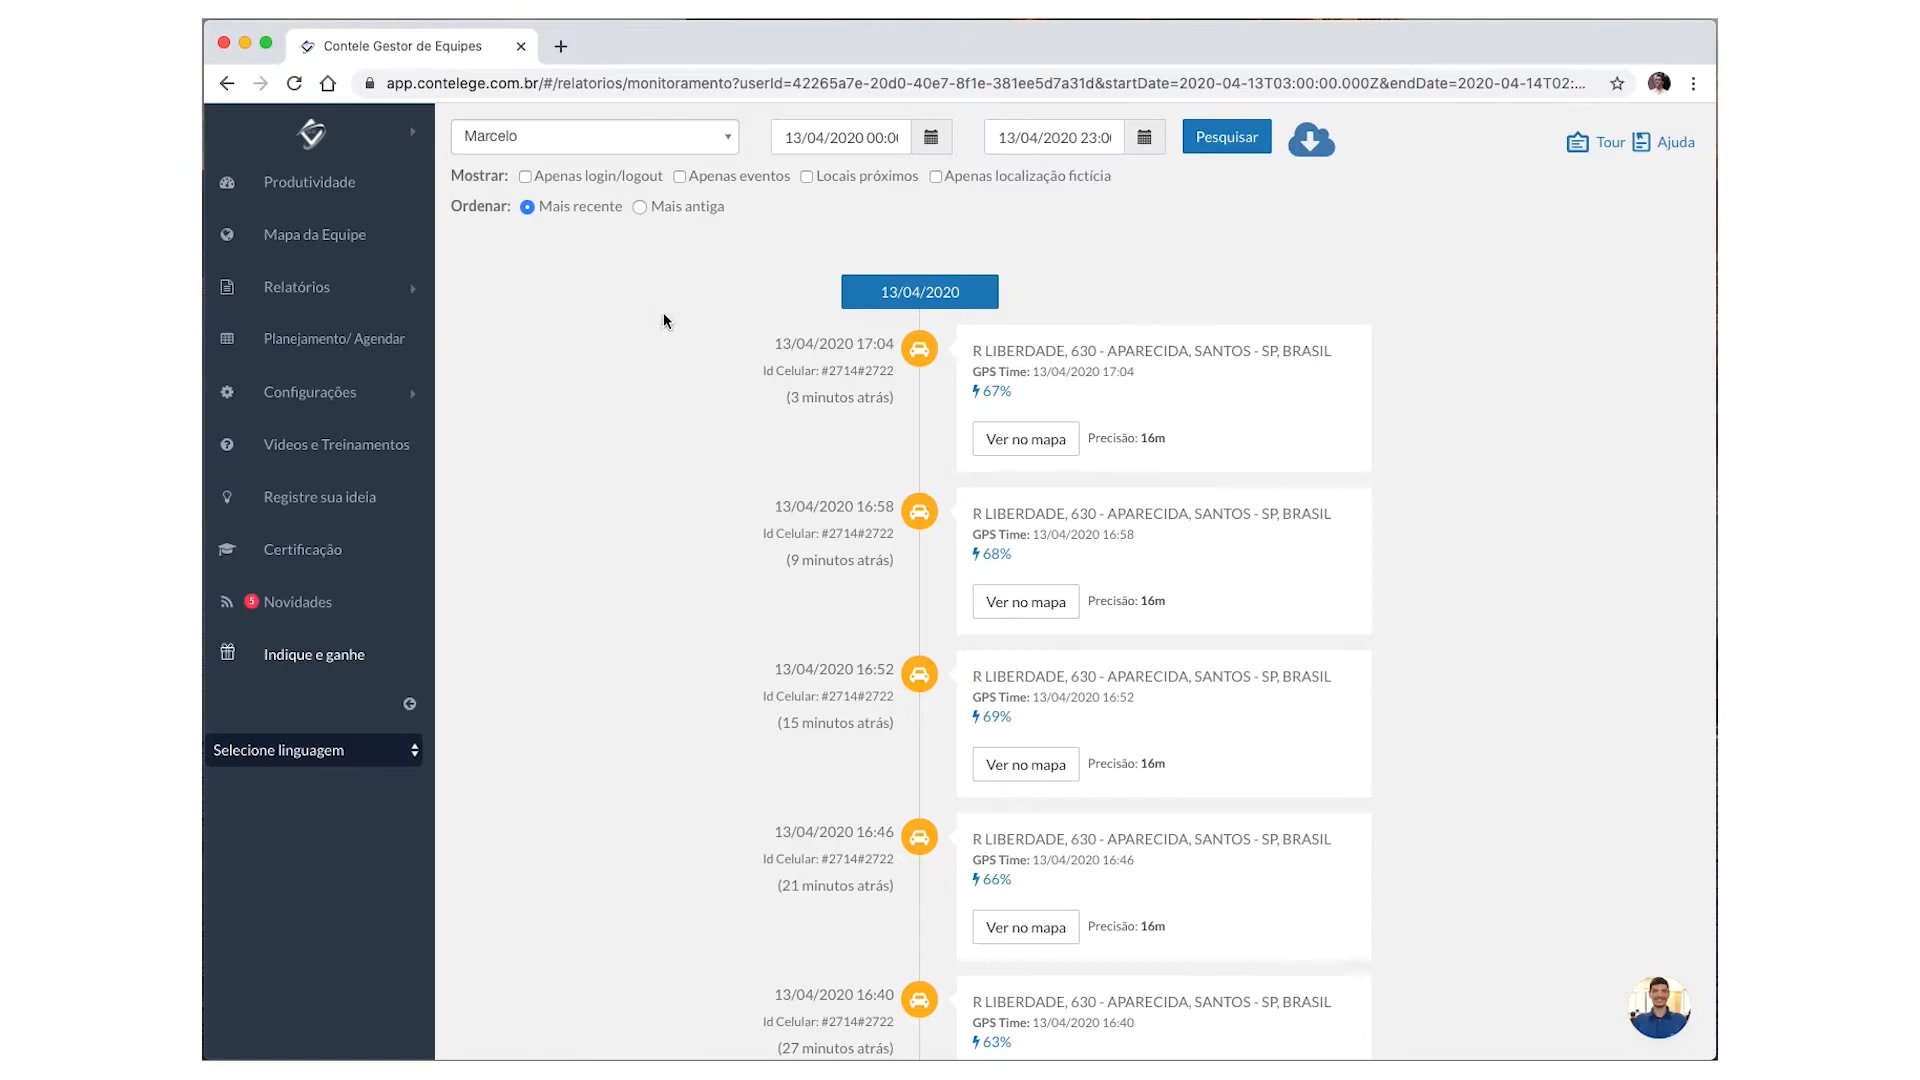 Contele Gestor de Equipes
app.contelege.com.br/#/relatorios/monitoramento?userId=42265a7e-20d0-40e7-8f1e-381ee5d7a31d&startDate=2020-04-13T03:00:00.000Z&endDate=2020-04-14T02:...
Marcelo
13/04/2020 00:00
13/04/2020 23:00
Pesquisar
Tour
Ajuda
Mostrar: Apenas login/logout Apenas eventos Locais próximos Apenas localização fictícia
Ordenar: Mais recente Mais antiga
Produtividade
Mapa da Equipe
Relatórios
Planejamento/ Agendar
Configurações
Videos e Treinamentos
Registre sua ideia
Certificação
5 Novidades
Indique e ganhe
Selecione linguagem
13/04/2020
13/04/2020 17:04
Id Celular: #2714#2722
(3 minutos atrás)
R LIBERDADE, 630 - APARECIDA, SANTOS - SP, BRASIL
GPS Time: 13/04/2020 17:04
67%
Ver no mapa
Precisão: 16m
13/04/2020 16:58
Id Celular: #2714#2722
(9 minutos atrás)
R LIBERDADE, 630 - APARECIDA, SANTOS - SP, BRASIL
GPS Time: 13/04/2020 16:58
68%
Ver no mapa
Precisão: 16m
13/04/2020 16:52
Id Celular: #2714#2722
(15 minutos atrás)
R LIBERDADE, 630 - APARECIDA, SANTOS - SP, BRASIL
GPS Time: 13/04/2020 16:52
69%
Ver no mapa
Precisão: 16m
13/04/2020 16:46
Id Celular: #2714#2722
(21 minutos atrás)
R LIBERDADE, 630 - APARECIDA, SANTOS - SP, BRASIL
GPS Time: 13/04/2020 16:46
66%
Ver no mapa
Precisão: 16m
13/04/2020 16:40
Id Celular: #2714#2722
(27 minutos atrás)
R LIBERDADE, 630 - APARECIDA, SANTOS - SP, BRASIL
GPS Time: 13/04/2020 16:40
63%